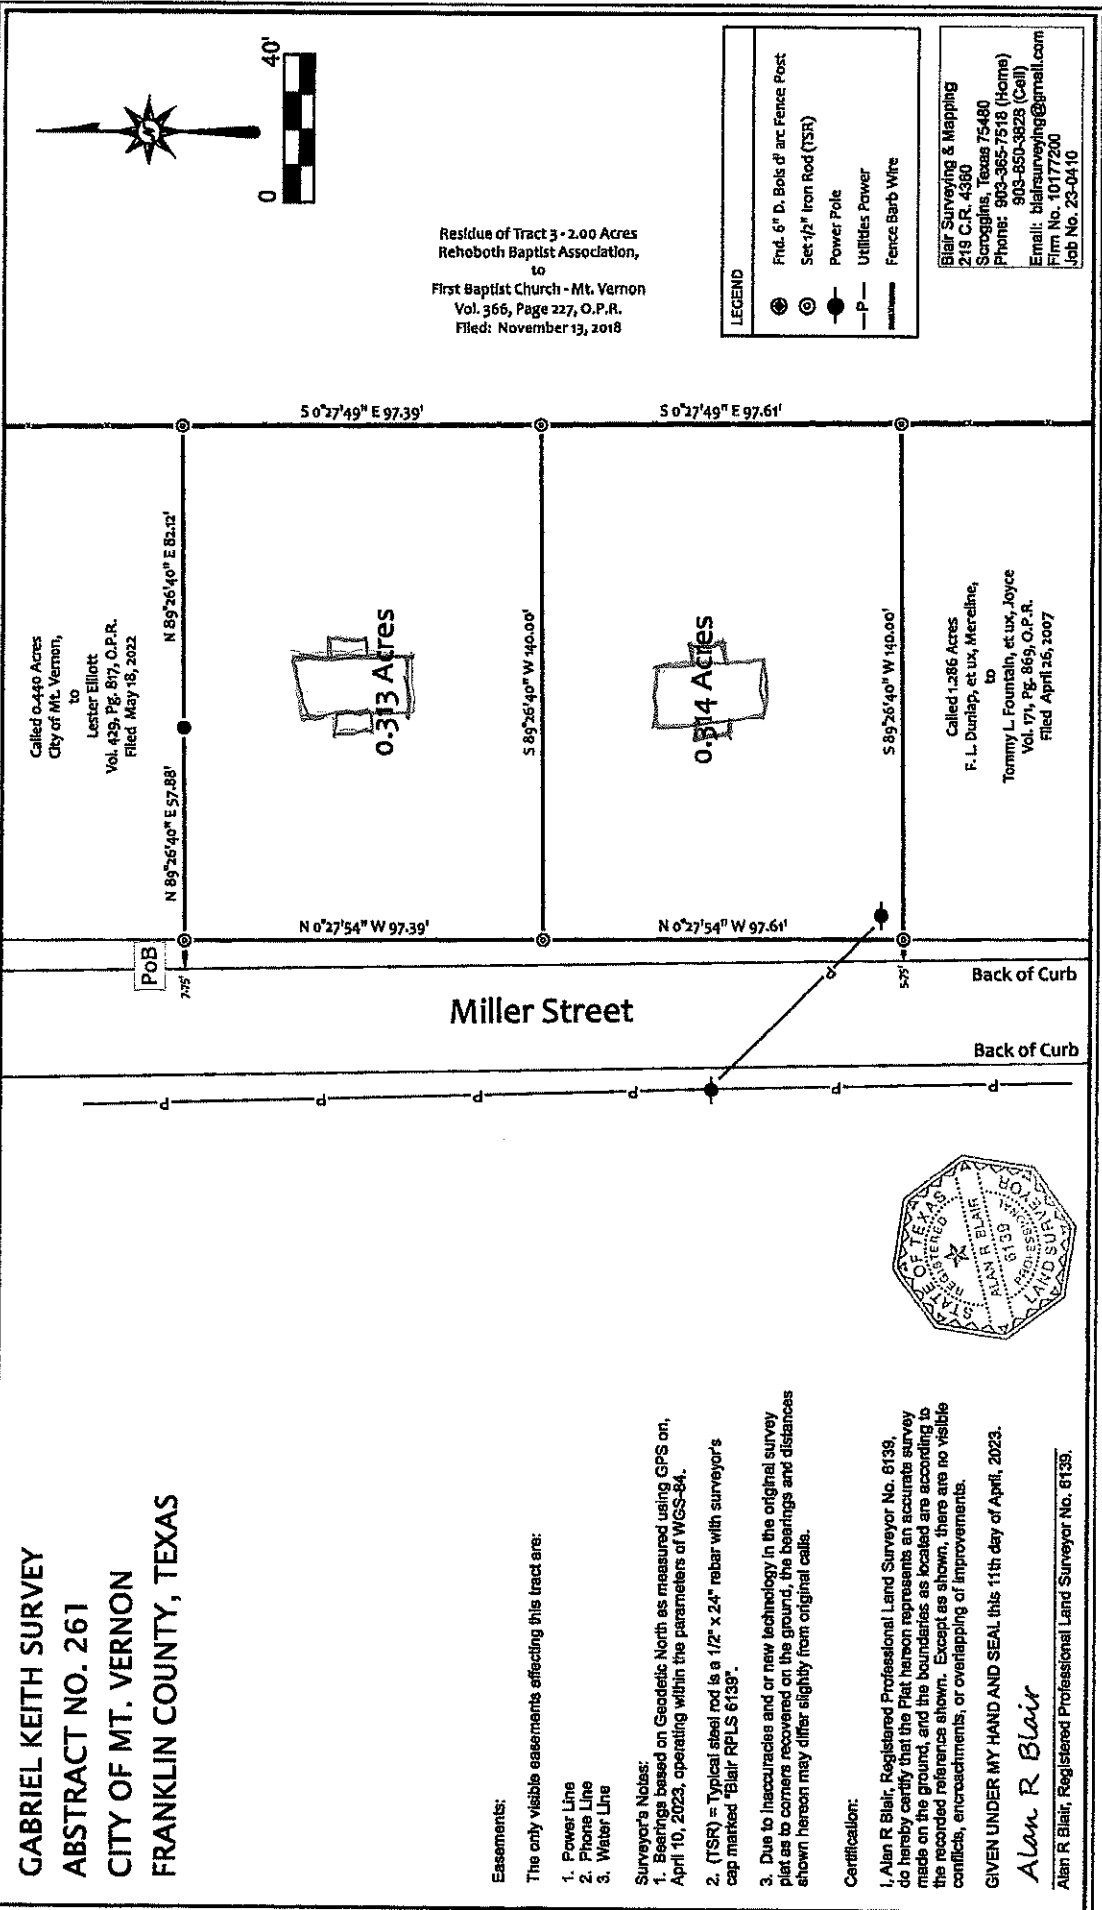 GABRIEL KEITH SURVEY
ABSTRACT NO. 261
CITY OF MT. VERNON
FRANKLIN COUNTY, TEXAS
Easements:
The only visible easements affecting this tract are:
1. Power Line
2. Phone Line
3. Water Line
Surveyor's Notes:
1. Bearings based on Geodetic North as measured using GPS on,
April 10, 2023, operating within the parameters of WGS-84.
2. (TSR) = Typical steel rod is a 1/2" x 24" rebar with surveyor's
cap marked "Blair RPLS 6139".
3. Due to inaccuracies and or new technology in the original survey
plat as to corners recovered on the ground, the bearings and distances
shown hereon may differ slightly from original calls.
Certification:
I, Alan R Blair, Registered Professional Land Surveyor No. 6139,
do hereby certify that the Plat hereon represents an accurate survey
made on the ground, and the boundaries as located are according to
the recorded reference shown. Except as shown, there are no visible
conflicts, encroachments, or overlapping of improvements.
GIVEN UNDER MY HAND AND SEAL this 11th day of April, 2023.
Alan R Blair
Alan R Blair, Registered Professional Land Surveyor No. 6139.
STATE OF TEXAS
REGISTERED
ALAN R BLAIR
6139
PROFESSIONAL
LAND SURVEYOR
P
P
P
P
P
P
P
Back of Curb
Back of Curb
Miller Street
PoB
7.75'
5.75'
N 0°27'54" W 97.39'
N 0°27'54" W 97.61'
Called 0.440 Acres
City of Mt. Vernon,
to
Lester Elliott
Vol. 429, Pg. 817, O.P.R.
Filed May 18, 2022
N 89°26'40" E 57.88'
N 89°26'40" E 82.12'
0.313 Acres
S 89°26'40" W 140.00'
0.314 Acres
S 89°26'40" W 140.00'
Called 1.286 Acres
F. L. Dunlap, et ux, Mereline,
to
Tommy L. Fountain, et ux, Joyce
Vol. 171, Pg. 869, O.P.R.
Filed April 26, 2007
S 0°27'49" E 97.39'
S 0°27'49" E 97.61'
Residue of Tract 3 - 2.00 Acres
Rehoboth Baptist Association,
to
First Baptist Church - Mt. Vernon
Vol. 366, Page 227, O.P.R.
Filed: November 13, 2018
0 40'
LEGEND
Fnd. 6" D. Bois d' arc Fence Post
Set 1/2" Iron Rod (TSR)
Power Pole
—P— Utilities Power
Fence Barb Wire
Blair Surveying & Mapping
219 C.R. 4360
Scroggins, Texas 75480
Phone: 903-365-7518 (Home)
903-850-3828 (Cell)
Email: blairsurveying@gmail.com
Firm No. 10177200
Job No. 23-0410